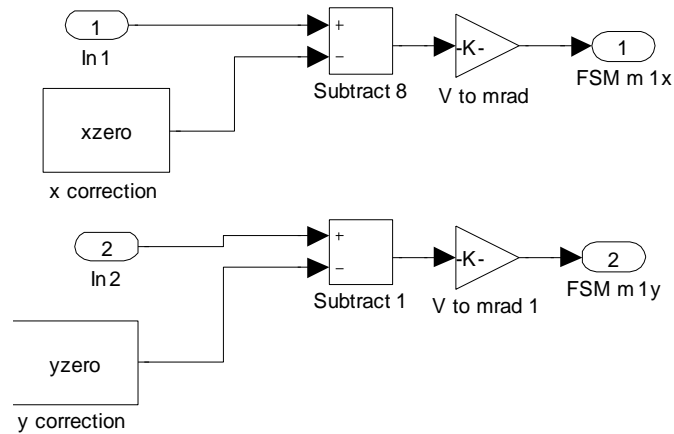 1
In 1
+
−
Subtract 8
-K-
V to mrad
1
FSM m 1x
xzero
x correction
2
In 2
+
−
Subtract 1
-K-
V to mrad 1
2
FSM m 1y
yzero
y correction